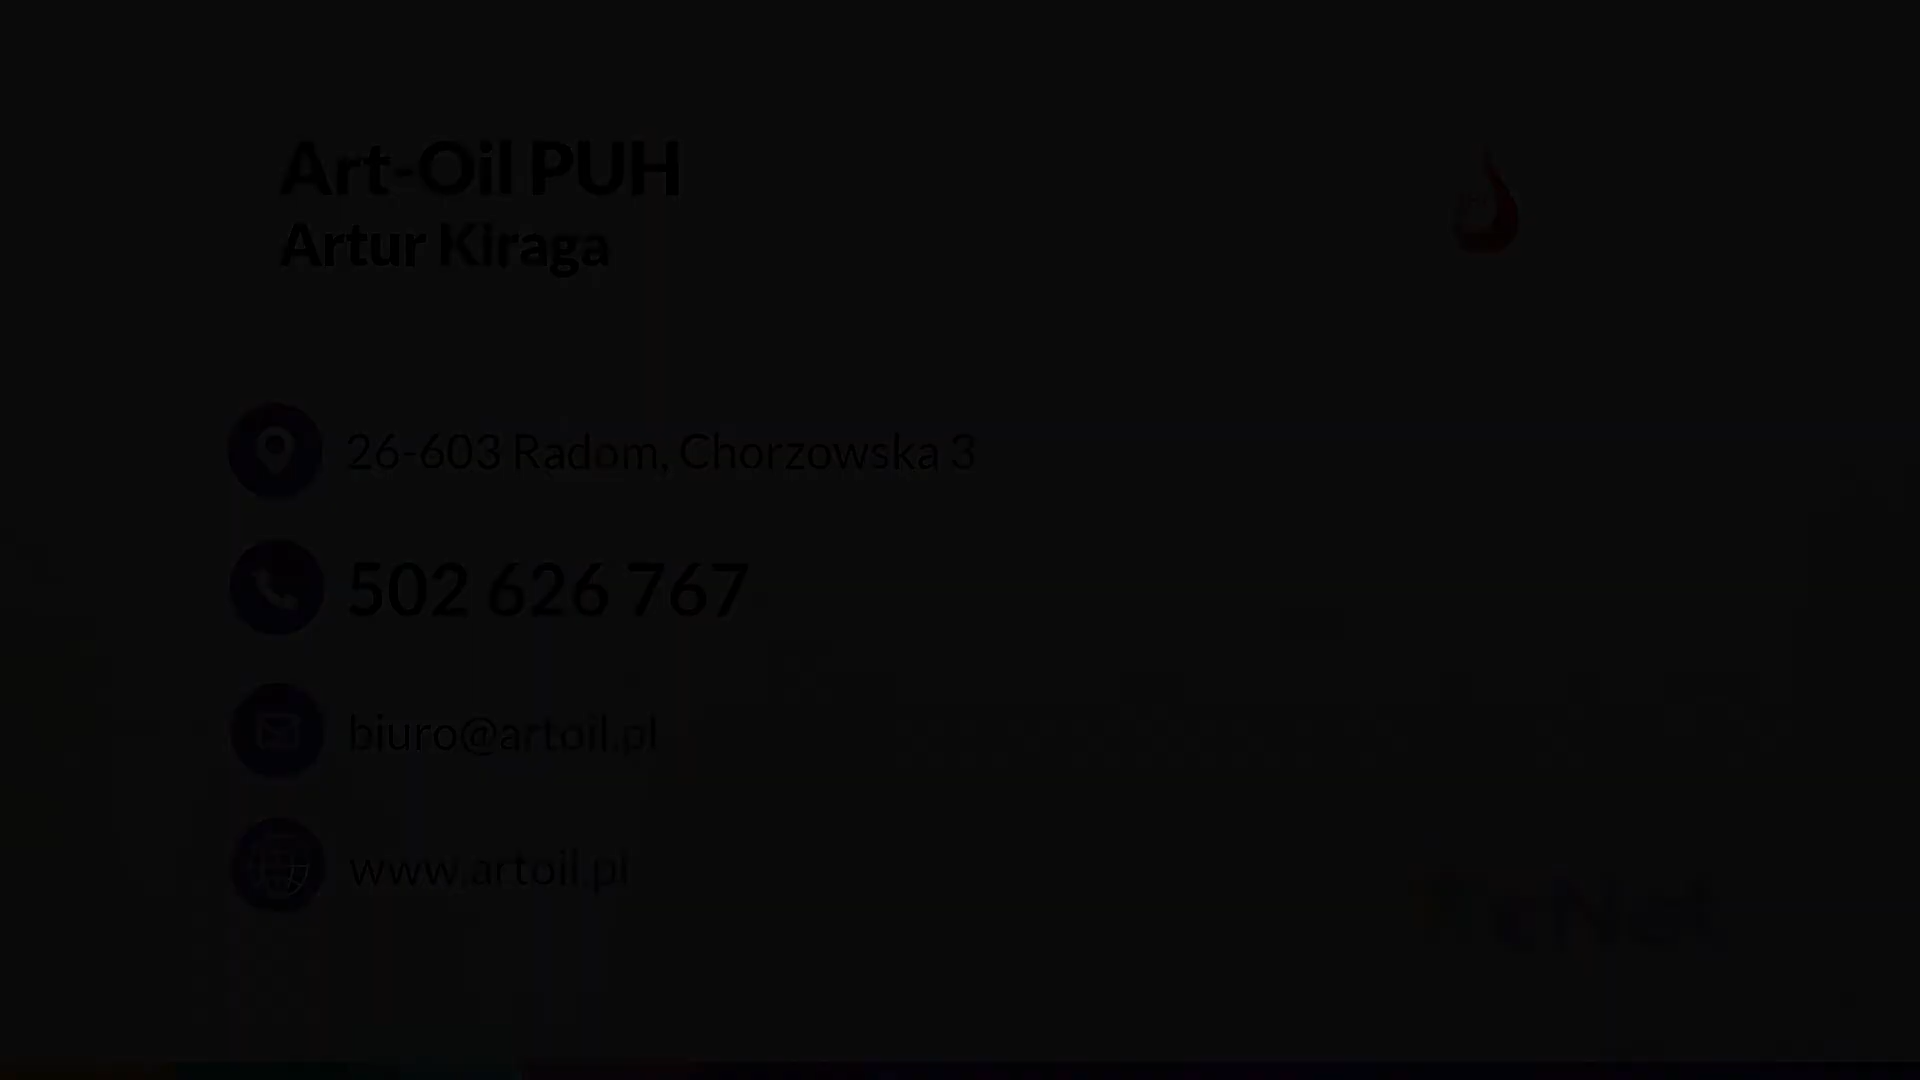 Art-Oil PUH
Artur Kiraga
26-603 Radom, Chorzowska 3
502 626 767
biuro@artoil.pl
www.artoil.pl